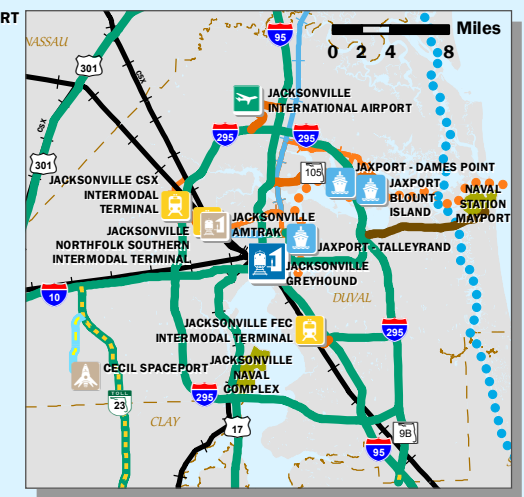 RT
NASSAU
95
Miles
0 2 4 8
301
CSX
JACKSONVILLE
INTERNATIONAL AIRPORT
CSX
295
295
301
105
JAXPORT - DAMES POINT
JACKSONVILLE CSX
INTERMODAL
TERMINAL
JAXPORT
BLOUNT
ISLAND
NAVAL
STATION
MAYPORT
JACKSONVILLE
AMTRAK
JACKSONVILLE
NORTHFOLK SOUTHERN
INTERMODAL TERMINAL
JAXPORT - TALLEYRAND
JACKSONVILLE
GREYHOUND
10
DUVAL
JACKSONVILLE FEC
INTERMODAL TERMINAL
295
JACKSONVILLE
NAVAL
COMPLEX
CECIL SPACEPORT
TOLL
23
295
CLAY
17
9B
95